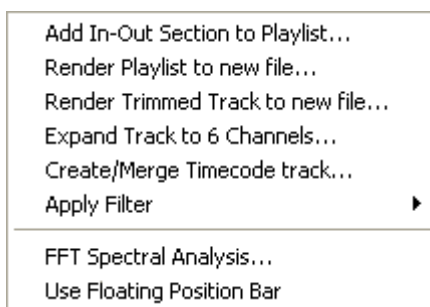 Add In-Out Section to Playlist...
Render Playlist to new file...
Render Trimmed Track to new file...
Expand Track to 6 Channels...
Create/Merge Timecode track...
Apply Filter
FFT Spectral Analysis...
Use Floating Position Bar